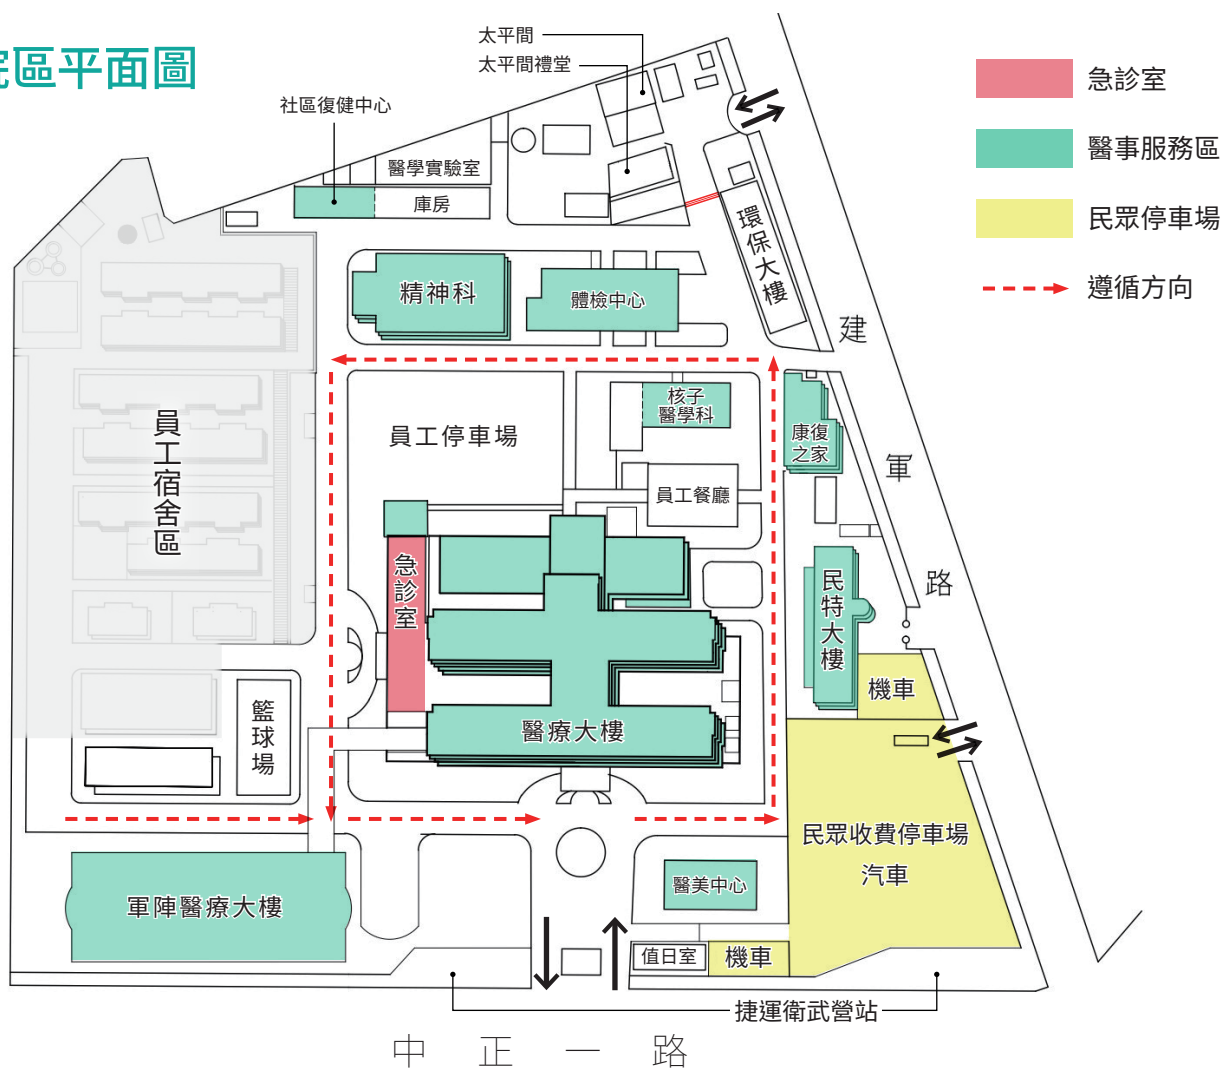 院區平面圖
太平間
太平間禮堂
社區復健中心
醫學實驗室
庫房
環保大樓
精神科
體檢中心
急診室
醫事服務區
民眾停車場
遵循方向
建軍路
員工宿舍區
員工停車場
核子
醫學科
康復
之家
員工餐廳
急診室
民特大樓
機車
籃球場
醫療大樓
民眾收費停車場
汽車
軍陣醫療大樓
醫美中心
值日室
機車
捷運衛武營站
中正一路